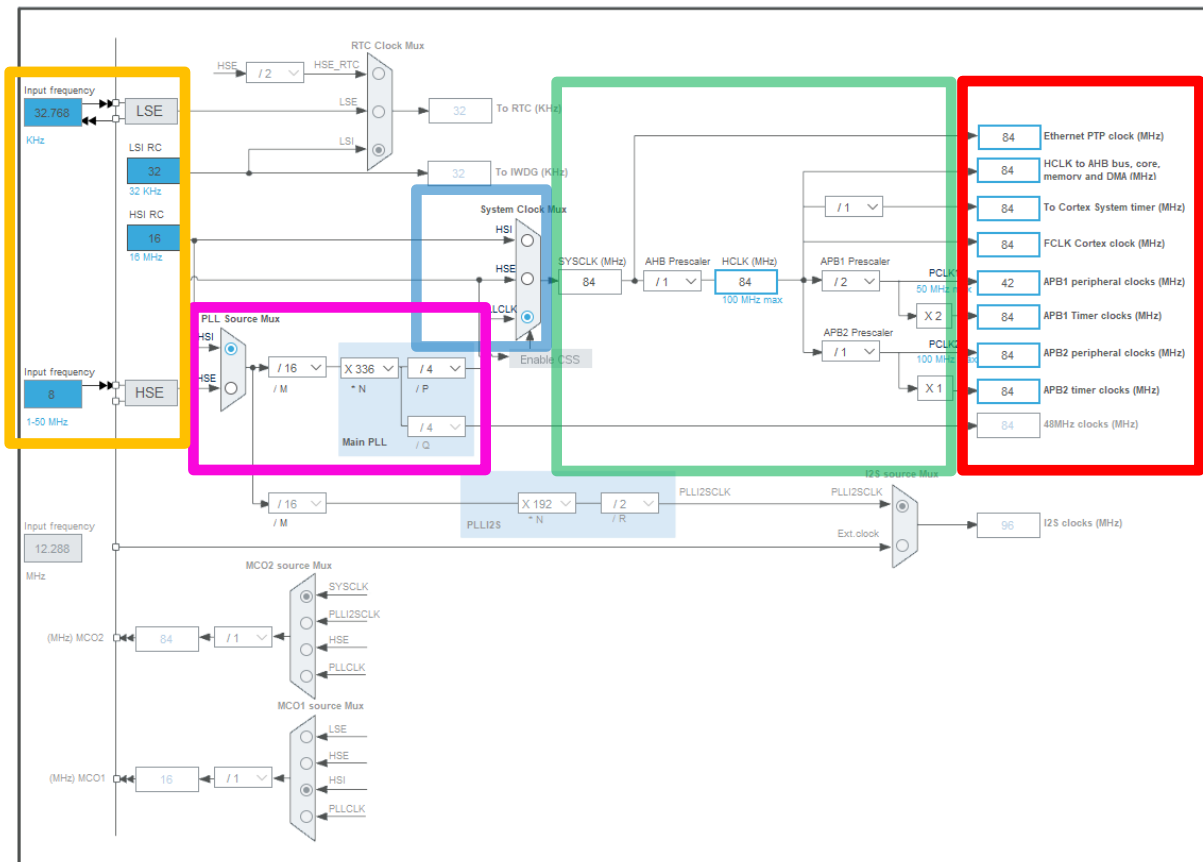 RTC Clock Mux
HSE
/ 2
HSE_RTC
Input frequency
32.768
KHz
LSE
LSE
32
To RTC (KHz)
LSI RC
32
32 KHz
LSI
32
To IWDG (KHz)
HSI RC
16
16 MHz
System Clock Mux
HSI
HSE
PLL Source Mux
HSI
HSE
Input frequency
8
1-50 MHz
HSE
/ 16
/ M
X 336
* N
/ 4
/ P
/ 4
/ Q
Main PLL
Enable CSS
SYSCLK (MHz)
84
AHB Prescaler
/ 1
HCLK (MHz)
84
100 MHz max
/ 1
APB1 Prescaler
/ 2
PCLK1
50 MHz max
X 2
APB2 Prescaler
/ 1
PCLK2
100 MHz max
X 1
84
Ethernet PTP clock (MHz)
84
HCLK to AHB bus, core,
memory and DMA (MHz)
84
To Cortex System timer (MHz)
84
FCLK Cortex clock (MHz)
42
APB1 peripheral clocks (MHz)
84
APB1 Timer clocks (MHz)
84
APB2 peripheral clocks (MHz)
84
APB2 timer clocks (MHz)
84
48MHz clocks (MHz)
/ 16
/ M
PLLI2S
X 192
* N
/ 2
/ R
PLLI2SCLK
I2S source Mux
PLLI2SCLK
Ext.clock
96
I2S clocks (MHz)
Input frequency
12.288
MHz
MCO2 source Mux
SYSCLK
PLLI2SCLK
HSE
PLLCLK
(MHz) MCO2
84
/ 1
MCO1 source Mux
LSE
HSE
HSI
PLLCLK
(MHz) MCO1
16
/ 1